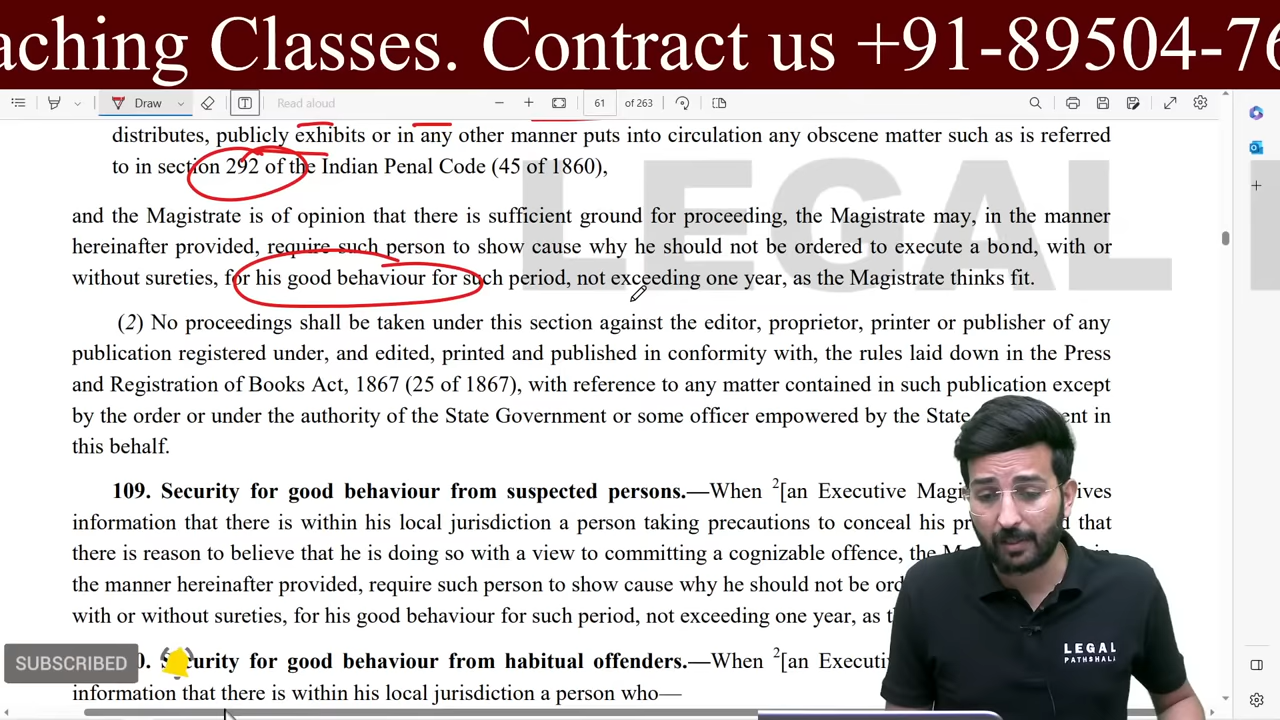 aching Classes. Contract us +91-89504-76
Draw
Read aloud
61 of 263
distributes, publicly exhibits or in any other manner puts into circulation any obscene matter such as is referred
to in section 292 of the Indian Penal Code (45 of 1860),
and the Magistrate is of opinion that there is sufficient ground for proceeding, the Magistrate may, in the manner
hereinafter provided, require such person to show cause why he should not be ordered to execute a bond, with or
without sureties, for his good behaviour for such period, not exceeding one year, as the Magistrate thinks fit.
(2) No proceedings shall be taken under this section against the editor, proprietor, printer or publisher of any
publication registered under, and edited, printed and published in conformity with, the rules laid down in the Press
and Registration of Books Act, 1867 (25 of 1867), with reference to any matter contained in such publication except
by the order or under the authority of the State Government or some officer empowered by the State ent in
this behalf.
109. Security for good behaviour from suspected persons.—When 2[an Executive Magi ives
information that there is within his local jurisdiction a person taking precautions to conceal his pr d that
there is reason to believe that he is doing so with a view to committing a cognizable offence, the M in
the manner hereinafter provided, require such person to show cause why he should not be ord
with or without sureties, for his good behaviour for such period, not exceeding one year, as
0. Security for good behaviour from habitual offenders.—When 2[an Executi
information that there is within his local jurisdiction a person who—
SUBSCRIBED
LEGAL
LEGAL
PATHSHALA